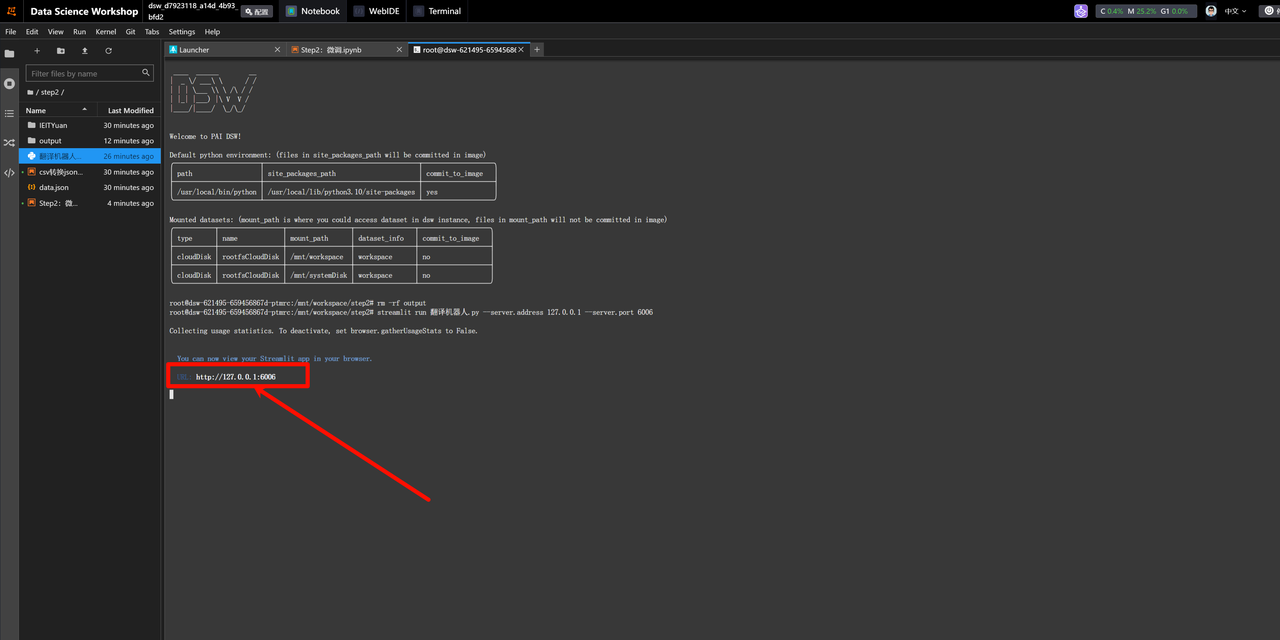 Data Science Workshop
dsw_d7923118_a14d_4b93_
bfd2
配置
Notebook
WebIDE
Terminal
C 0.4% M 25.2% G1 0.0%
中文
File Edit View Run Kernel Git Tabs Settings Help
Launcher
Step2：微调.ipynb
root@dsw-621495-65945686
Filter files by name
/ step2 /
Name Last Modified
IEITYuan 30 minutes ago
output 12 minutes ago
翻译机器人... 26 minutes ago
csv转换json... 30 minutes ago
data.json 30 minutes ago
Step2：微... 4 minutes ago
Welcome to PAI DSW!
Default python environment: (files in site_packages_path will be committed in image)
path site_packages_path commit_to_image
/usr/local/bin/python /usr/local/lib/python3.10/site-packages yes
Mounted datasets: (mount_path is where you could access dataset in dsw instance, files in mount_path will not be committed in image)
type name mount_path dataset_info commit_to_image
cloudDisk rootfsCloudDisk /mnt/workspace workspace no
cloudDisk rootfsCloudDisk /mnt/systemDisk workspace no
root@dsw-621495-659456867d-ptmrc:/mnt/workspace/step2# rm -rf output
root@dsw-621495-659456867d-ptmrc:/mnt/workspace/step2# streamlit run 翻译机器人.py --server.address 127.0.0.1 --server.port 6006
Collecting usage statistics. To deactivate, set browser.gatherUsageStats to False.
You can now view your Streamlit app in your browser.
URL: http://127.0.0.1:6006